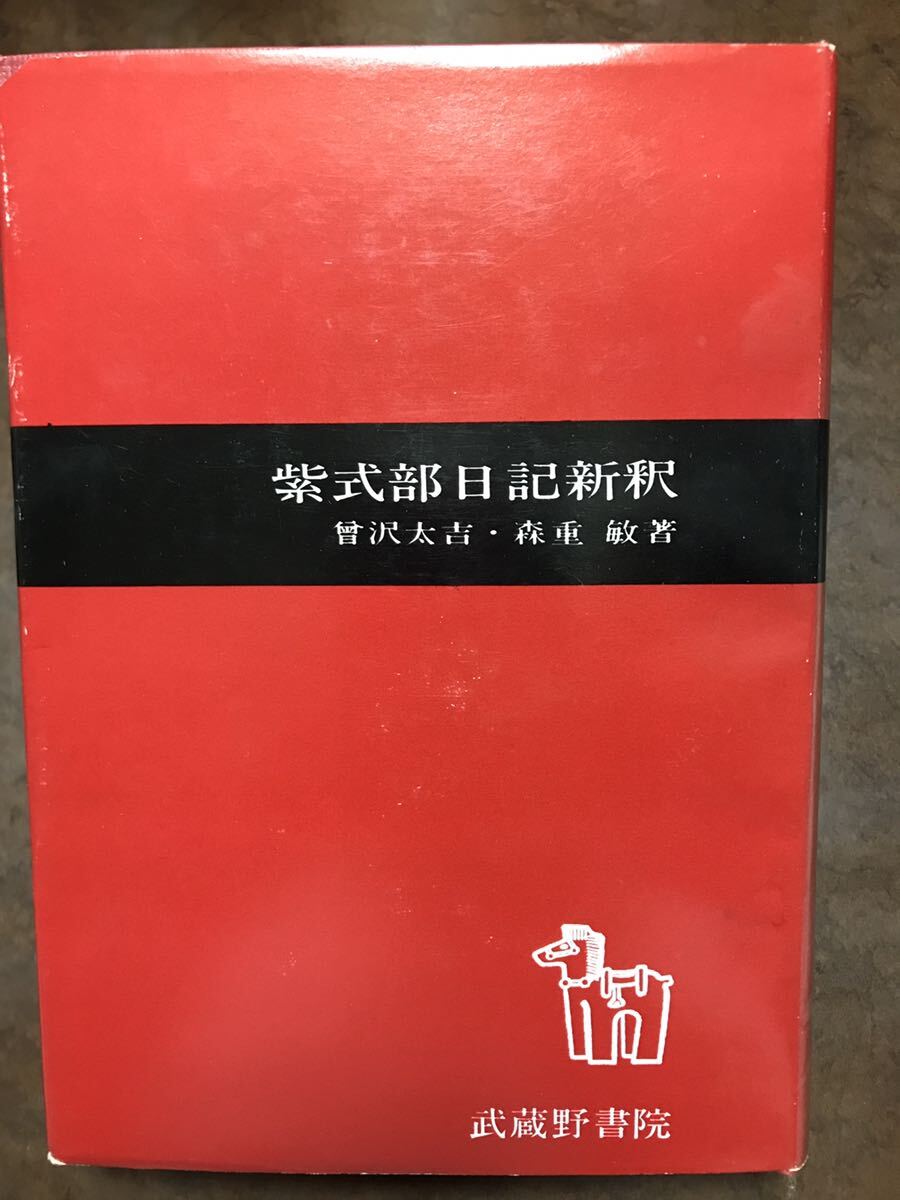 紫式部日記新釈
曾沢太吉・森重 敏著
武蔵野書院